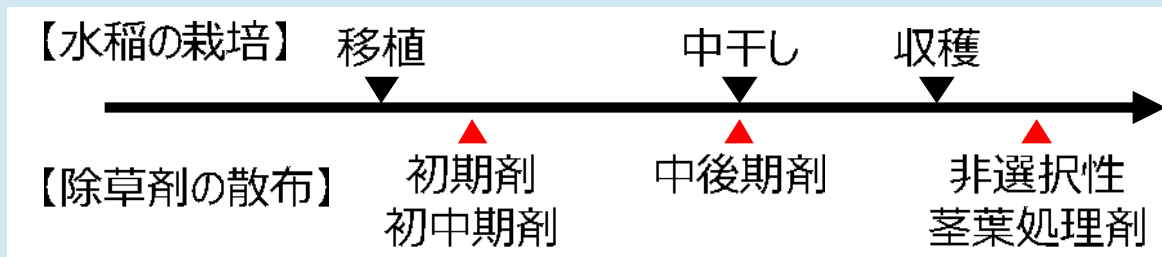 【水稲の栽培】 移植 中干し 収穫
【除草剤の散布】 初期剤 中後期剤 非選択性
初中期剤 茎葉処理剤